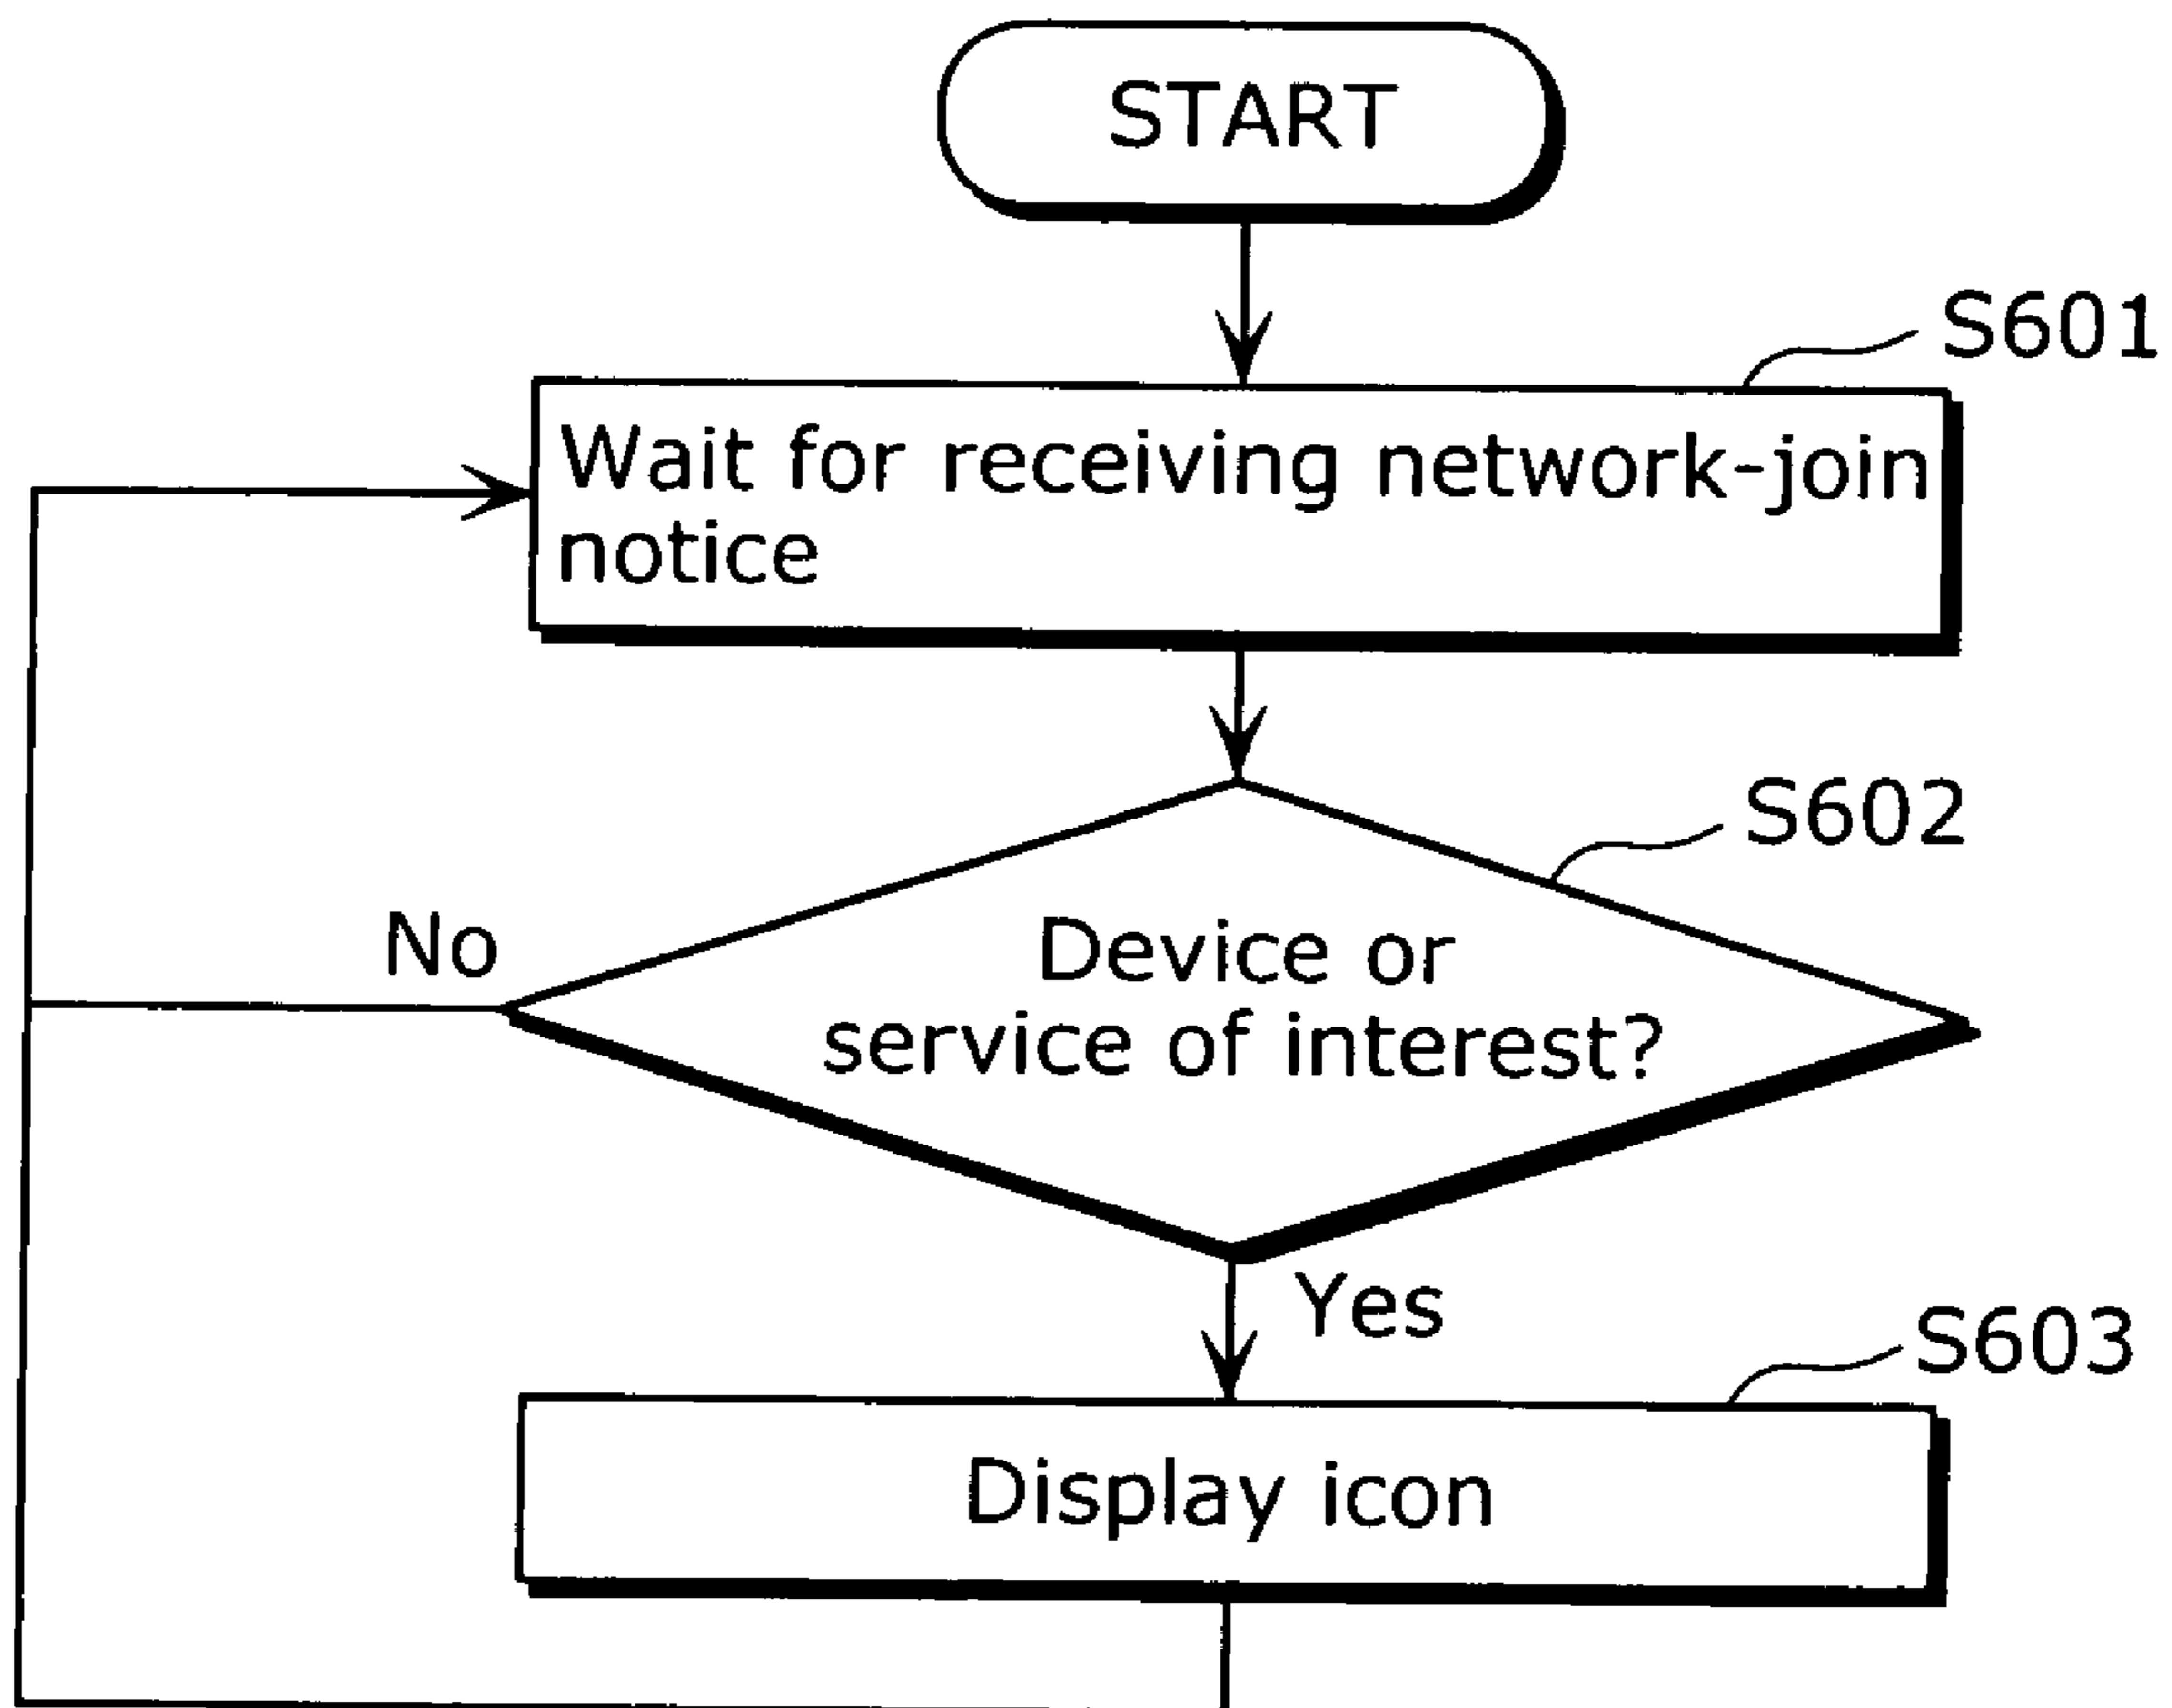 START
S601
Wait for receiving network-join
notice
S602
No
Device or
service of interest?
Yes
S603
Display icon